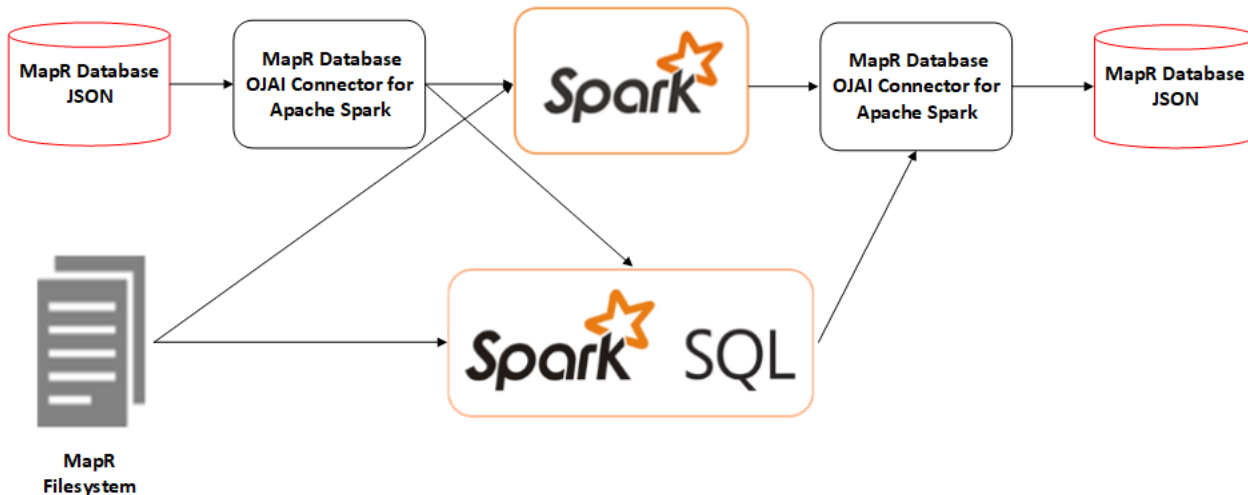 MapR Database
JSON
MapR Database
OJAI Connector for
Apache Spark
Spark
MapR Database
OJAI Connector for
Apache Spark
MapR Database
JSON
Spark SQL
MapR
Filesystem